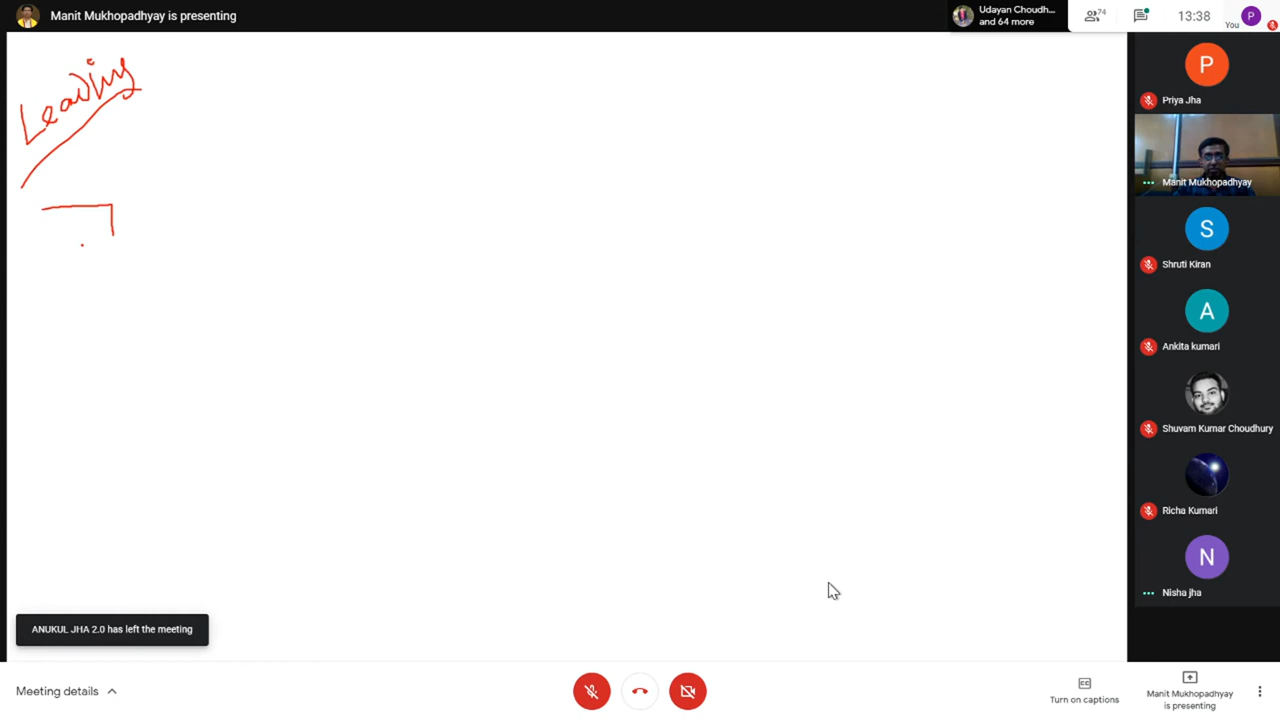 Manit Mukhopadhyay is presenting
Udayan Choudh...
and 64 more
74
13:38
You
P
Leading
P
Priya Jha
Manit Mukhopadhyay
S
Shruti Kiran
A
Ankita kumari
Shuvam Kumar Choudhury
Richa Kumari
N
Nisha jha
ANUKUL JHA 2.0 has left the meeting
Meeting details
CC
Turn on captions
Manit Mukhopadhyay
is presenting